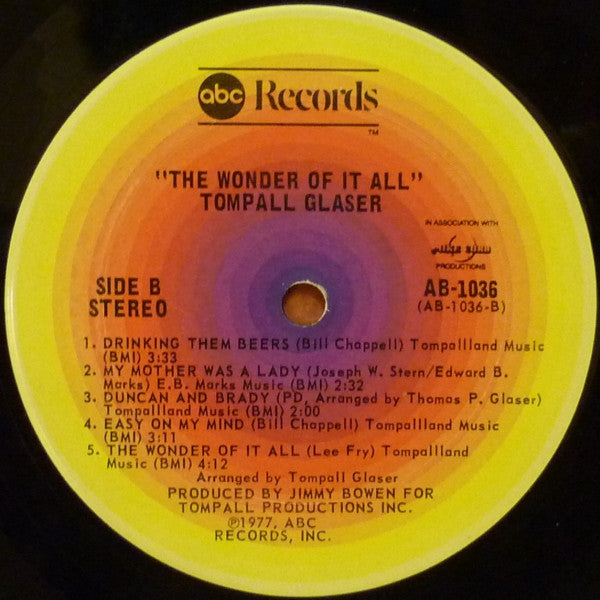 abc Records
TM
"THE WONDER OF IT ALL"
TOMPALL GLASER
IN ASSOCIATION WITH
PRODUCTIONS
SIDE B
STEREO
AB-1036
(AB-1036-B)
1. DRINKING THEM BEERS (Bill Chappell) Tompallland Music
(BMI) 3:33
2. MY MOTHER WAS A LADY (Joseph W. Stern/Edward B.
Marks) E.B. Marks Music (BMI) 2:32
3. DUNCAN AND BRADY (PD, Arranged by Thomas P. Glaser)
Tompallland Music (BMI) 2:00
4. EASY ON MY MIND (Bill Chappell) Tompallland Music
(BMI) 3:11
5. THE WONDER OF IT ALL (Lee Fry) Tompallland
Music (BMI) 4:12
Arranged by Tompall Glaser
PRODUCED BY JIMMY BOWEN FOR
TOMPALL PRODUCTIONS INC.
℗1977, ABC
RECORDS, INC.